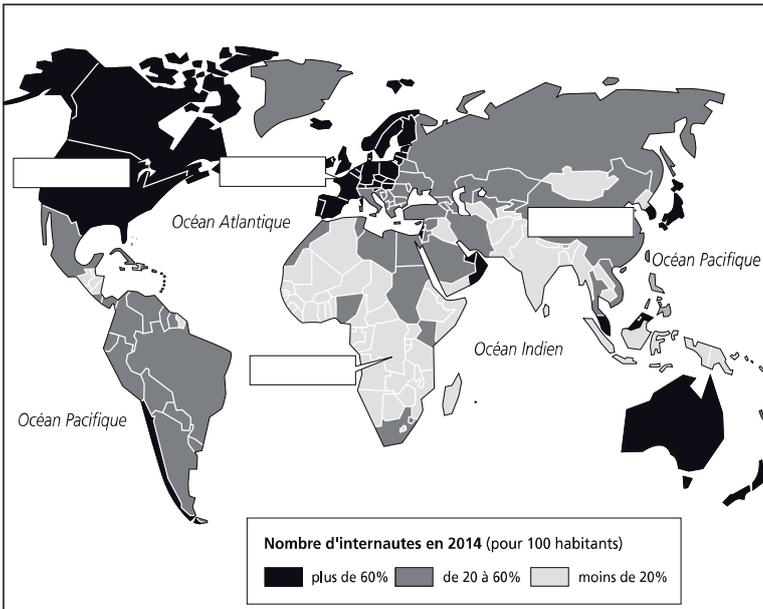 Océan Atlantique
Océan Pacifique
Océan Indien
Océan Pacifique
Nombre d'internautes en 2014 (pour 100 habitants)
plus de 60% de 20 à 60% moins de 20%